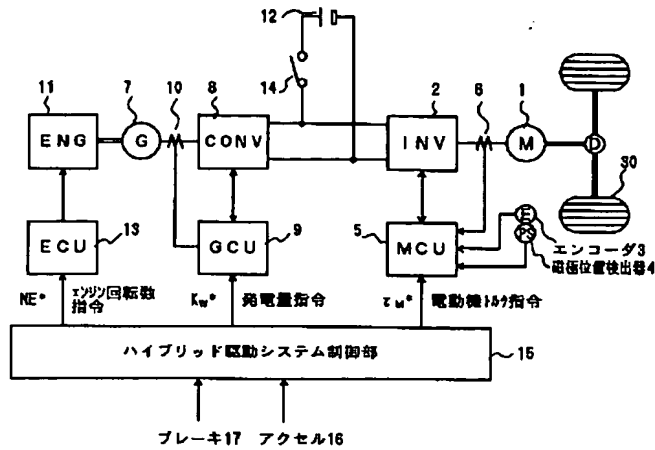 12
14
11
7
10
8
2
6
1
ENG
G
CONV
INV
M
D
30
ECU
13
GCU
9
5
MCU
E
PS
エンコーダ3
磁極位置検出器4
NE*
エンジン回転数
指令
Kw*
発電量指令
τM*
電動機トルク指令
ハイブリッド駆動システム制御部
15
ブレーキ17
アクセル16